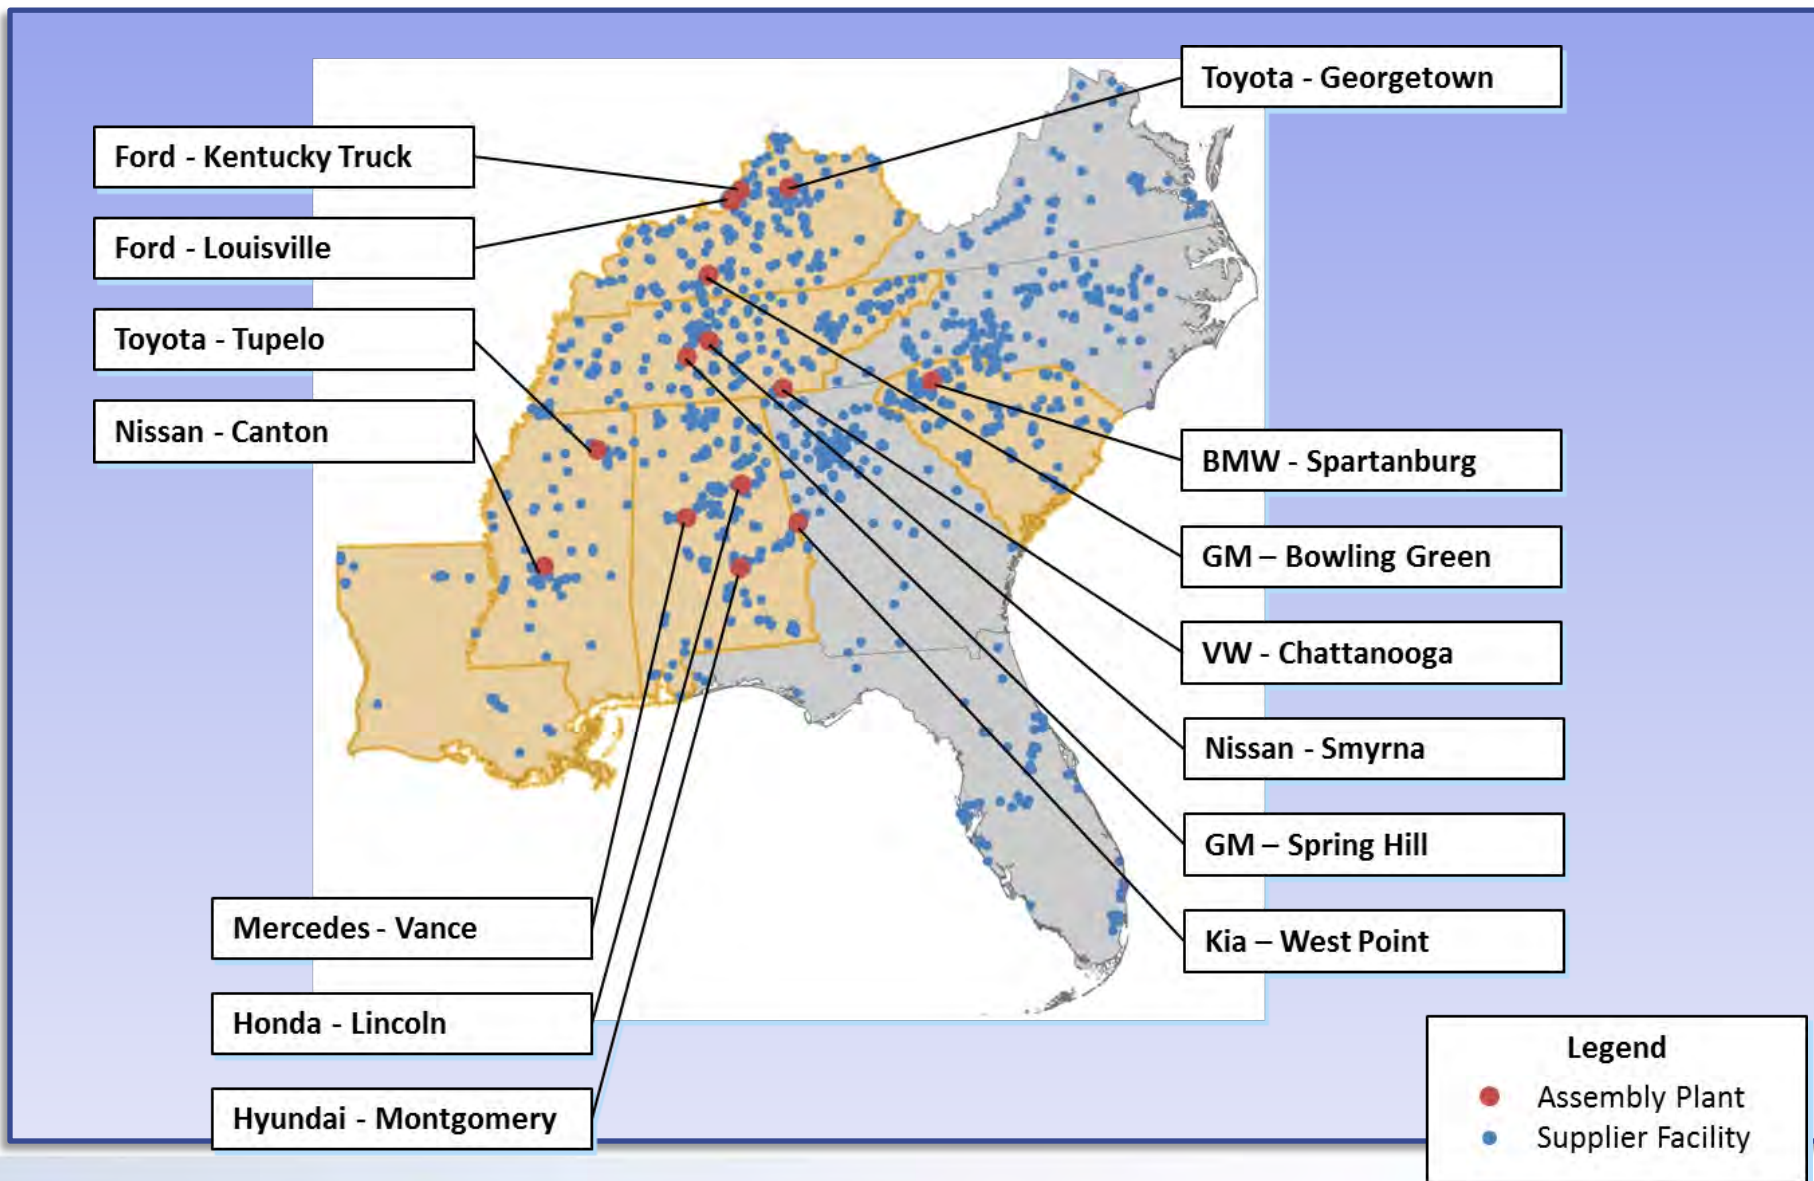 Toyota - Georgetown
Ford - Kentucky Truck
Ford - Louisville
Toyota - Tupelo
Nissan - Canton
BMW - Spartanburg
GM – Bowling Green
VW - Chattanooga
Nissan - Smyrna
GM – Spring Hill
Kia – West Point
Mercedes - Vance
Honda - Lincoln
Hyundai - Montgomery
Legend
Assembly Plant
Supplier Facility